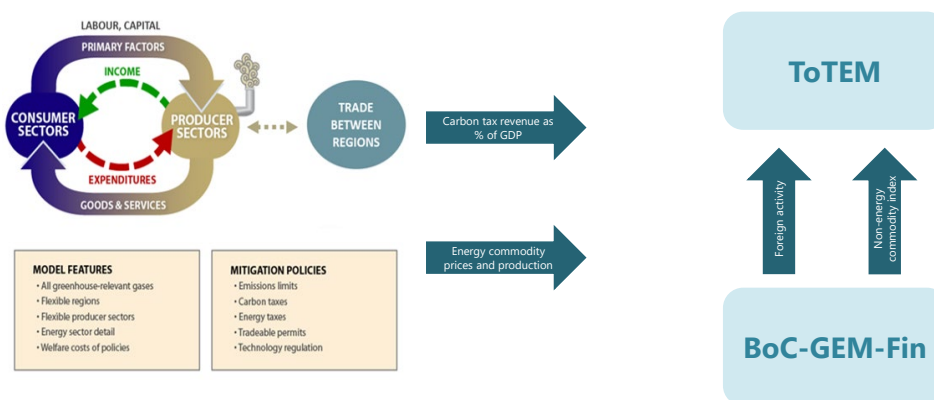 LABOUR, CAPITAL
PRIMARY FACTORS
INCOME
CONSUMER
SECTORS
PRODUCER
SECTORS
EXPENDITURES
GOODS & SERVICES
TRADE
BETWEEN
REGIONS
Carbon tax revenue as
% of GDP
Energy commodity
prices and production
ToTEM
Foreign activity
Non-energy
commodity index
BoC-GEM-Fin
MODEL FEATURES
• All greenhouse-relevant gases
• Flexible regions
• Flexible producer sectors
• Energy sector detail
• Welfare costs of policies
MITIGATION POLICIES
• Emissions limits
• Carbon taxes
• Energy taxes
• Tradeable permits
• Technology regulation